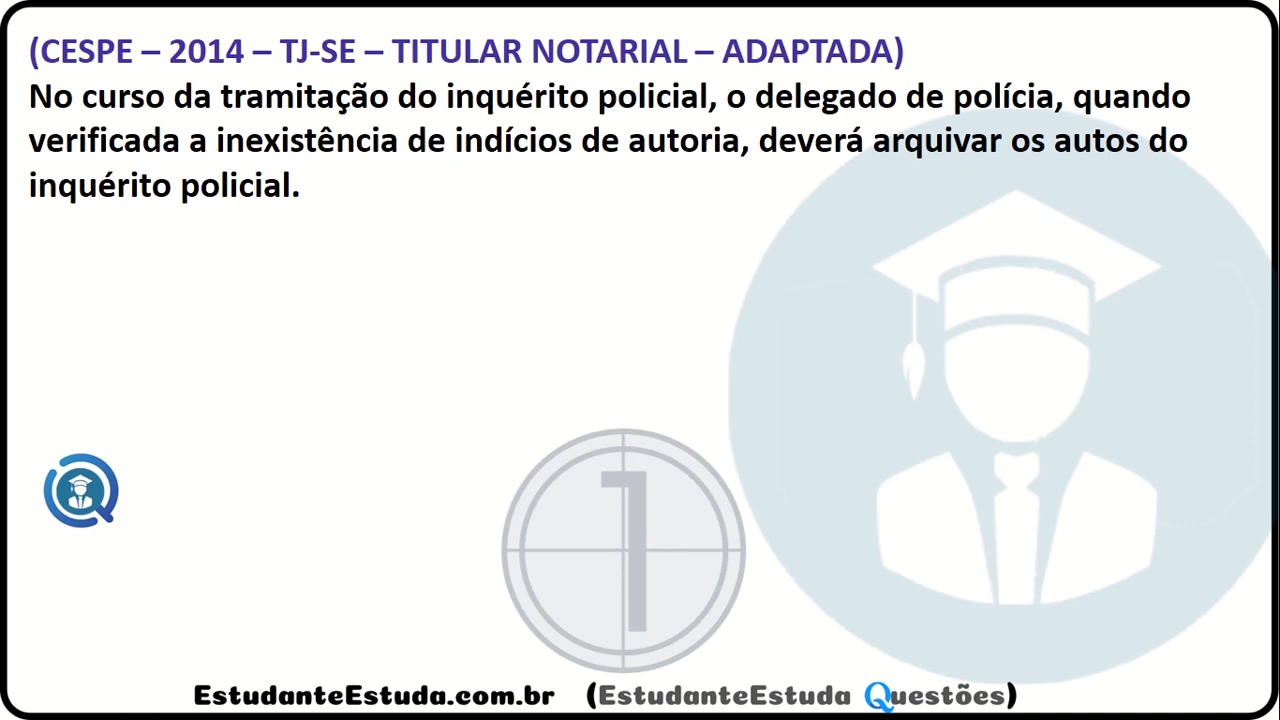 (CESPE – 2014 – TJ-SE – TITULAR NOTARIAL – ADAPTADA)
No curso da tramitação do inquérito policial, o delegado de polícia, quando
verificada a inexistência de indícios de autoria, deverá arquivar os autos do
inquérito policial.
1
EstudanteEstuda.com.br (EstudanteEstuda Questões)